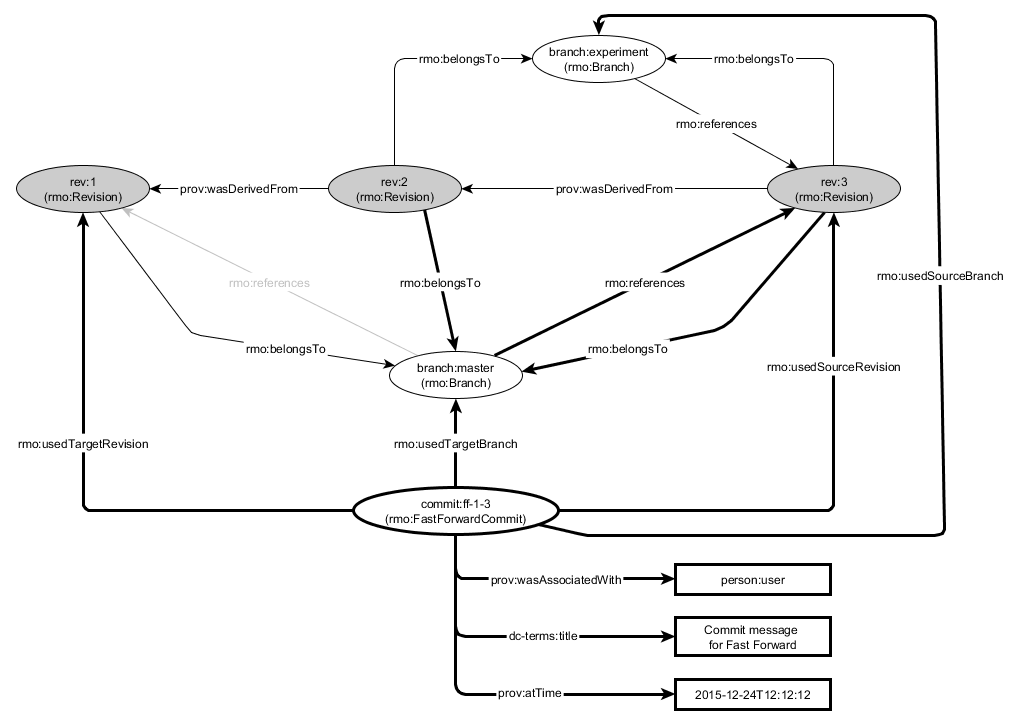 branch:experiment
(rmo:Branch)
rmo:belongsTo
rmo:belongsTo
rmo:references
rev:1
(rmo:Revision)
prov:wasDerivedFrom
rev:2
(rmo:Revision)
prov:wasDerivedFrom
rev:3
(rmo:Revision)
rmo:usedSourceBranch
rmo:references
rmo:belongsTo
rmo:references
rmo:belongsTo
rmo:belongsTo
branch:master
(rmo:Branch)
rmo:usedSourceRevision
rmo:usedTargetRevision
rmo:usedTargetBranch
commit:ff-1-3
(rmo:FastForwardCommit)
prov:wasAssociatedWith
person:user
dc-terms:title
Commit message
for Fast Forward
prov:atTime
2015-12-24T12:12:12